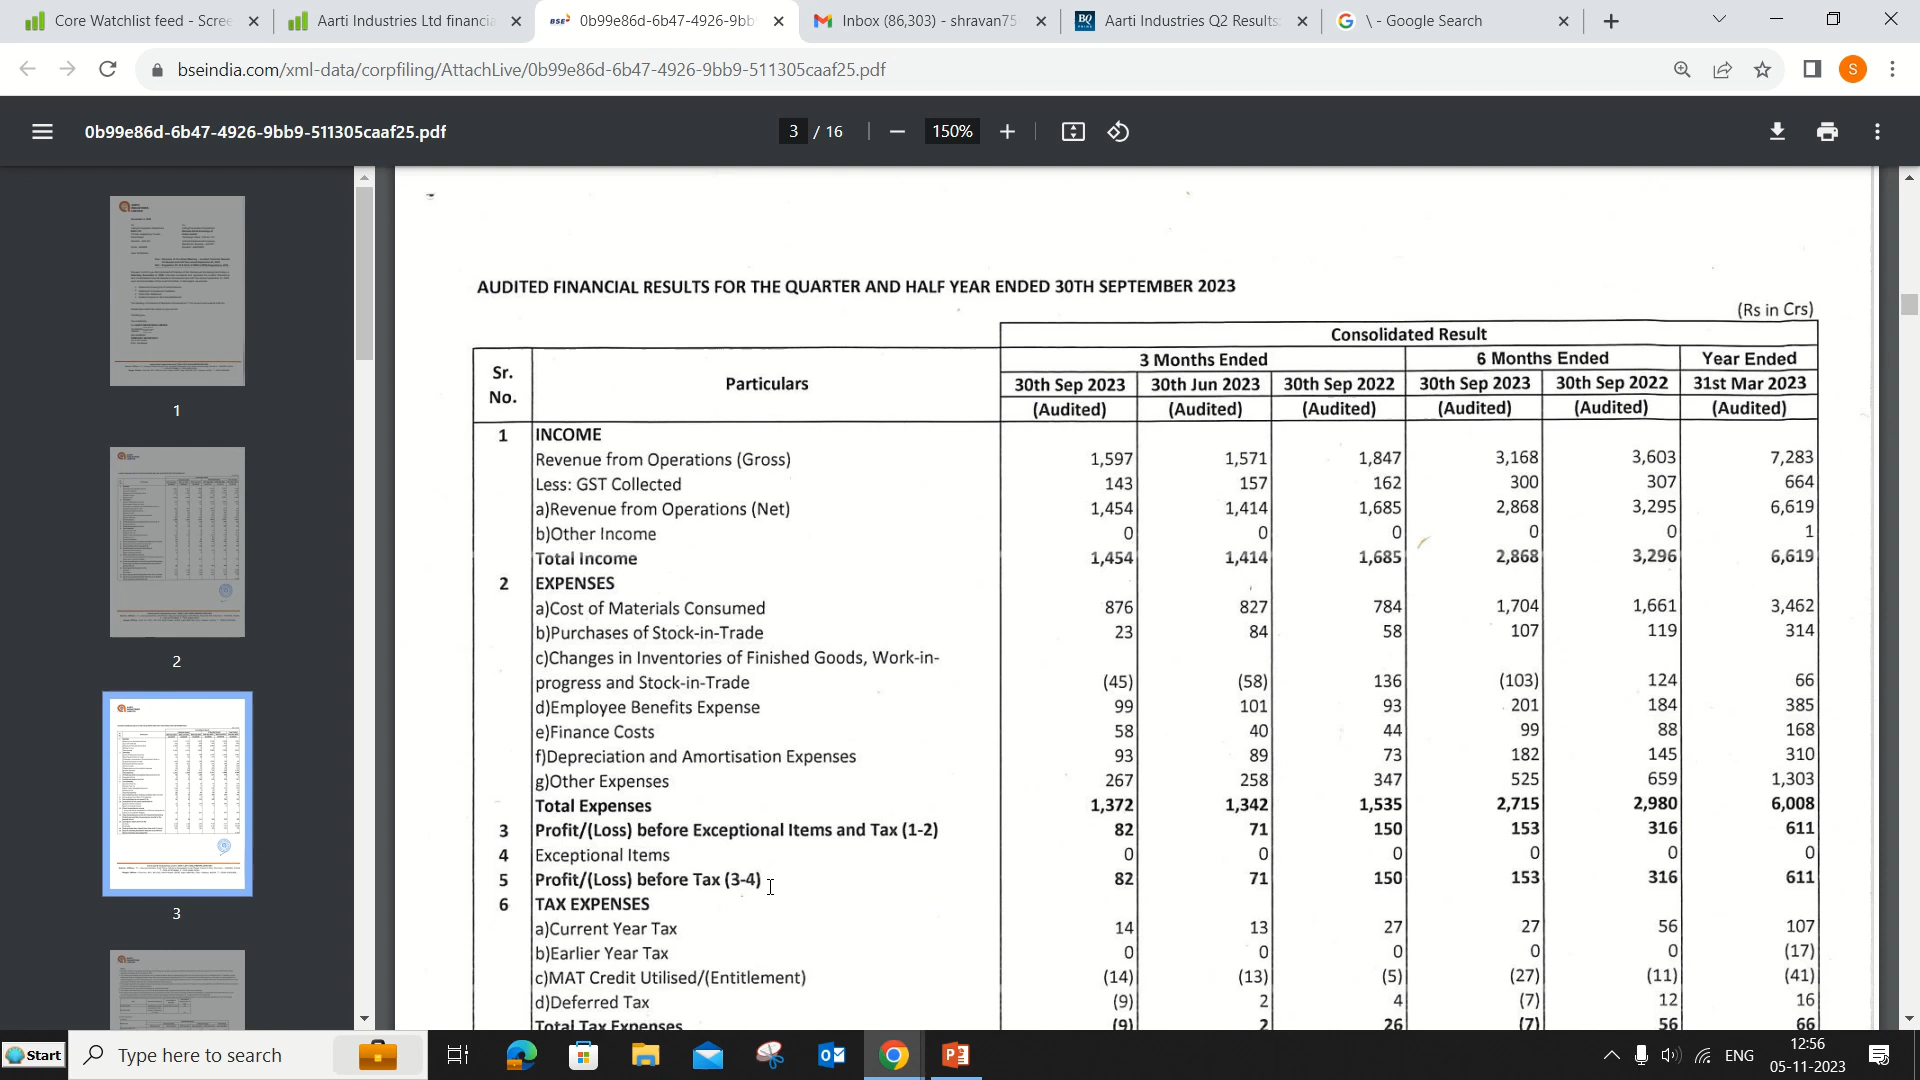 Core Watchlist feed - Scree
Aarti Industries Ltd financia
BSE 0b99e86d-6b47-4926-9bb
Inbox (86,303) - shravan75
BQ Aarti Industries Q2 Results:
\ - Google Search
bseindia.com/xml-data/corpfiling/AttachLive/0b99e86d-6b47-4926-9bb9-511305caaf25.pdf
S
0b99e86d-6b47-4926-9bb9-511305caaf25.pdf
3 / 16
150%
1
2
3
AUDITED FINANCIAL RESULTS FOR THE QUARTER AND HALF YEAR ENDED 30TH SEPTEMBER 2023
(Rs in Crs)
Consolidated Result
Sr. No. Particulars 3 Months Ended 6 Months Ended Year Ended
30th Sep 2023 30th Jun 2023 30th Sep 2022 30th Sep 2023 30th Sep 2022 31st Mar 2023
(Audited) (Audited) (Audited) (Audited) (Audited) (Audited)
1 INCOME
Revenue from Operations (Gross) 1,597 1,571 1,847 3,168 3,603 7,283
Less: GST Collected 143 157 162 300 307 664
a)Revenue from Operations (Net) 1,454 1,414 1,685 2,868 3,295 6,619
b)Other Income 0 0 0 0 0 1
Total Income 1,454 1,414 1,685 2,868 3,296 6,619
2 EXPENSES
a)Cost of Materials Consumed 876 827 784 1,704 1,661 3,462
b)Purchases of Stock-in-Trade 23 84 58 107 119 314
c)Changes in Inventories of Finished Goods, Work-in-
progress and Stock-in-Trade (45) (58) 136 (103) 124 66
d)Employee Benefits Expense 99 101 93 201 184 385
e)Finance Costs 58 40 44 99 88 168
f)Depreciation and Amortisation Expenses 93 89 73 182 145 310
g)Other Expenses 267 258 347 525 659 1,303
Total Expenses 1,372 1,342 1,535 2,715 2,980 6,008
3 Profit/(Loss) before Exceptional Items and Tax (1-2) 82 71 150 153 316 611
4 Exceptional Items 0 0 0 0 0 0
5 Profit/(Loss) before Tax (3-4) 82 71 150 153 316 611
6 TAX EXPENSES
a)Current Year Tax 14 13 27 27 56 107
b)Earlier Year Tax 0 0 0 0 0 (17)
c)MAT Credit Utilised/(Entitlement) (14) (13) (5) (27) (11) (41)
d)Deferred Tax (9) 2 4 (7) 12 16
Total Tax Expenses (9) 2 26 (7) 56 66
Start
Type here to search
ENG
12:56
05-11-2023